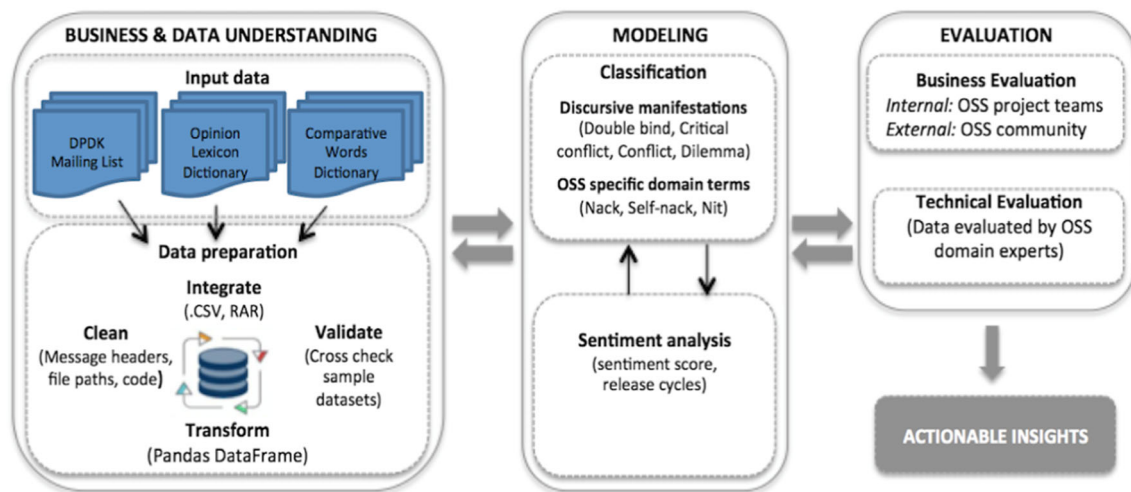 BUSINESS & DATA UNDERSTANDING
Input data
DPDK
Mailing List
Opinion
Lexicon
Dictionary
Comparative
Words
Dictionary
Data preparation
Integrate
(.CSV, RAR)
Clean
(Message headers,
file paths, code)
Validate
(Cross check
sample
datasets)
Transform
(Pandas DataFrame)
MODELING
Classification
Discursive manifestations
(Double bind, Critical
conflict, Conflict, Dilemma)
OSS specific domain terms
(Nack, Self-nack, Nit)
Sentiment analysis
(sentiment score,
release cycles)
EVALUATION
Business Evaluation
Internal: OSS project teams
External: OSS community
Technical Evaluation
(Data evaluated by OSS
domain experts)
ACTIONABLE INSIGHTS